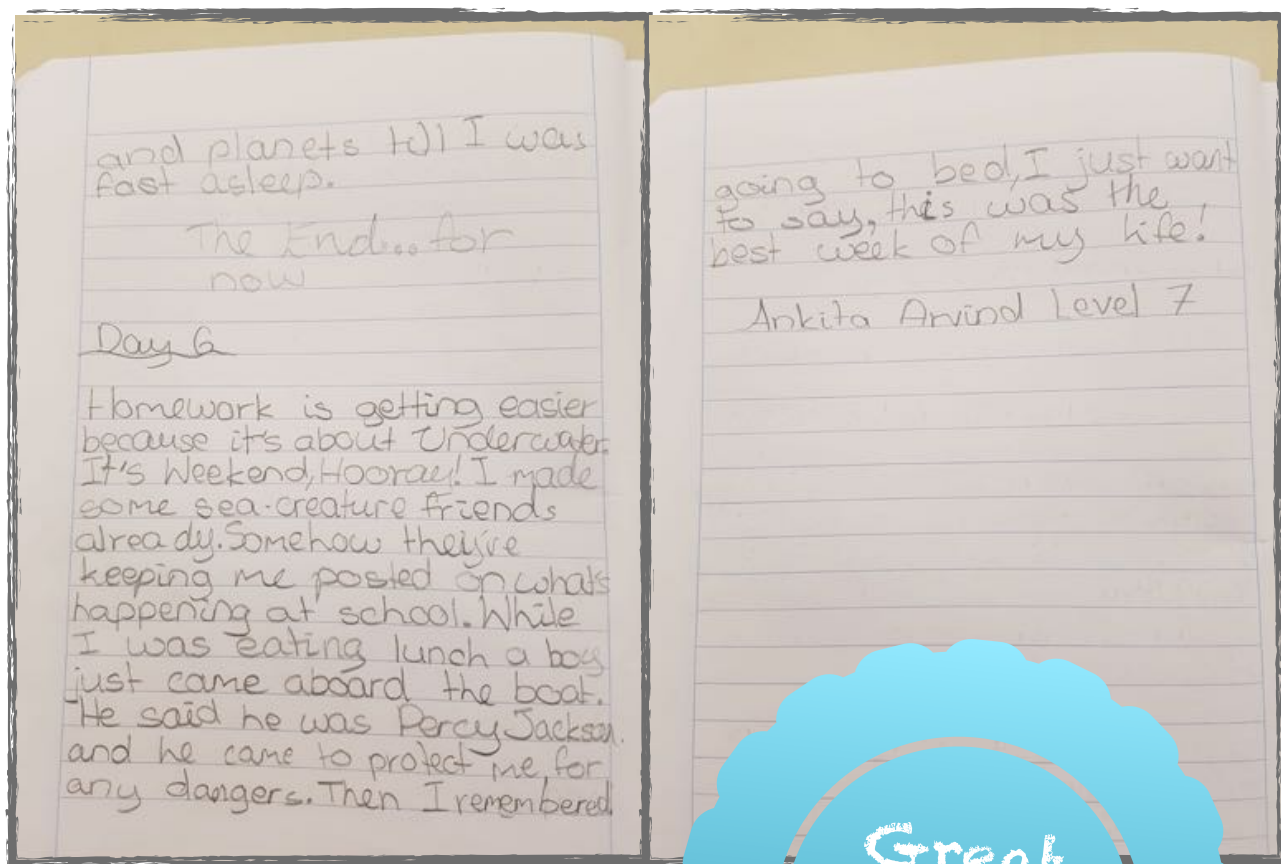 and planets till I was
fast asleep.
The End... for
now
Day 6
Homework is getting easier
because it's about Underwater.
It's Weekend, Hooray! I made
some sea-creature friends
already. Somehow they're
keeping me posted on what's
happening at school. While
I was eating lunch a boy
just came aboard the boat.
He said he was Percy Jackson.
and he came to protect me, for
any dangers. Then I remembered
going to bed, I just want
to say, this was the
best week of my life!
Ankita Arvind Level 7
Great